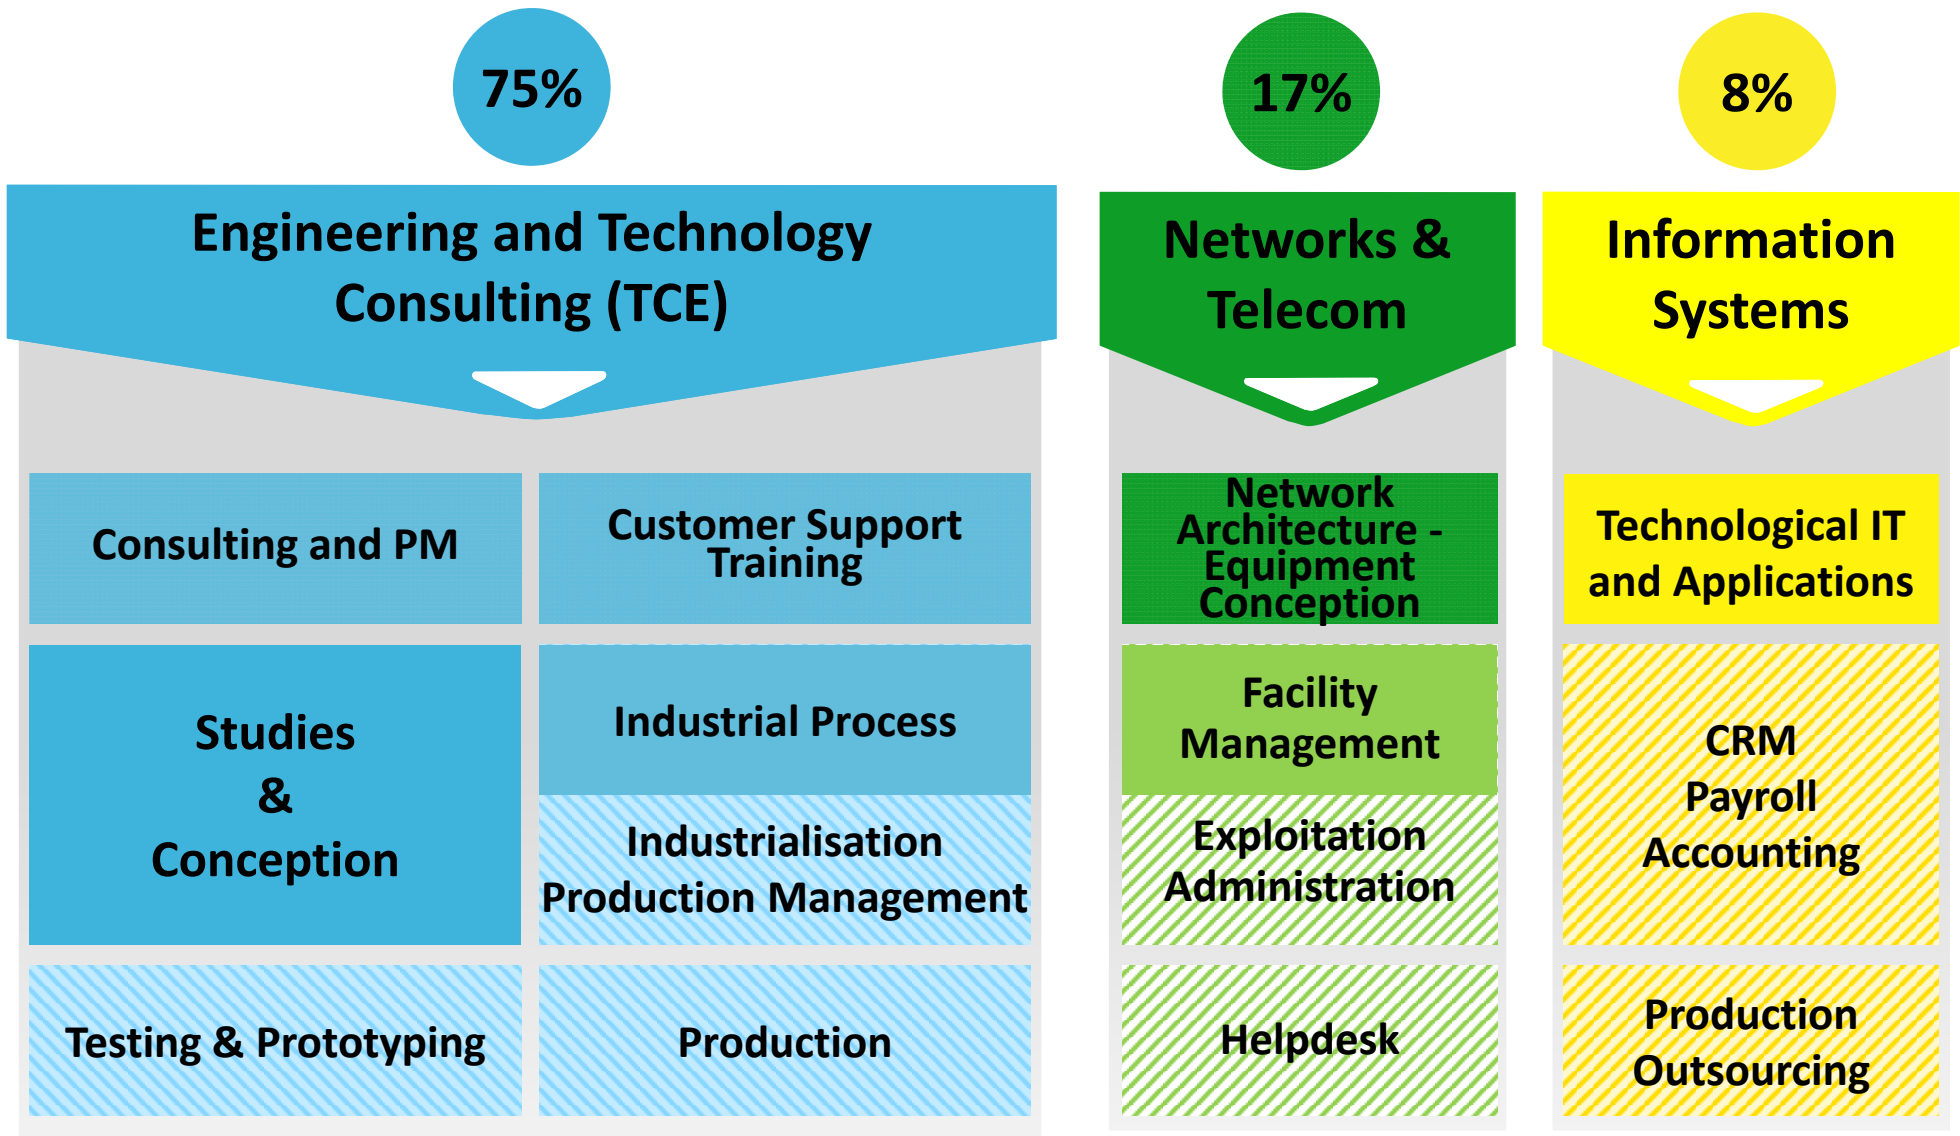 75%
17%
8%
Engineering and Technology
Consulting (TCE)
Networks &
Telecom
Information
Systems
Consulting and PM
Customer Support
Training
Network
Architecture -
Equipment
Conception
Technological IT
and Applications
Studies
&
Conception
Industrial Process
Industrialisation
Production Management
Facility
Management
Exploitation
Administration
CRM
Payroll
Accounting
Testing & Prototyping
Production
Helpdesk
Production
Outsourcing